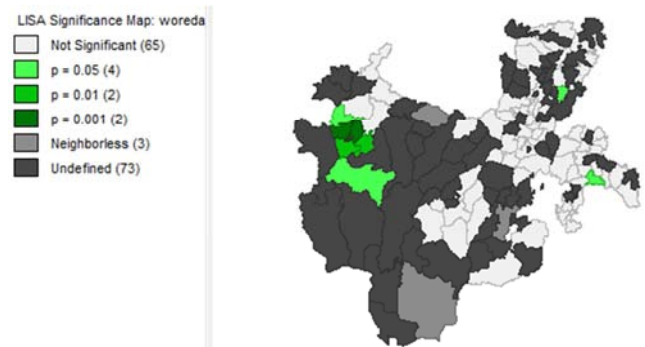 LISA Significance Map: woreda
Not Significant (65)
p = 0.05 (4)
p = 0.01 (2)
p = 0.001 (2)
Neighborless (3)
Undefined (73)